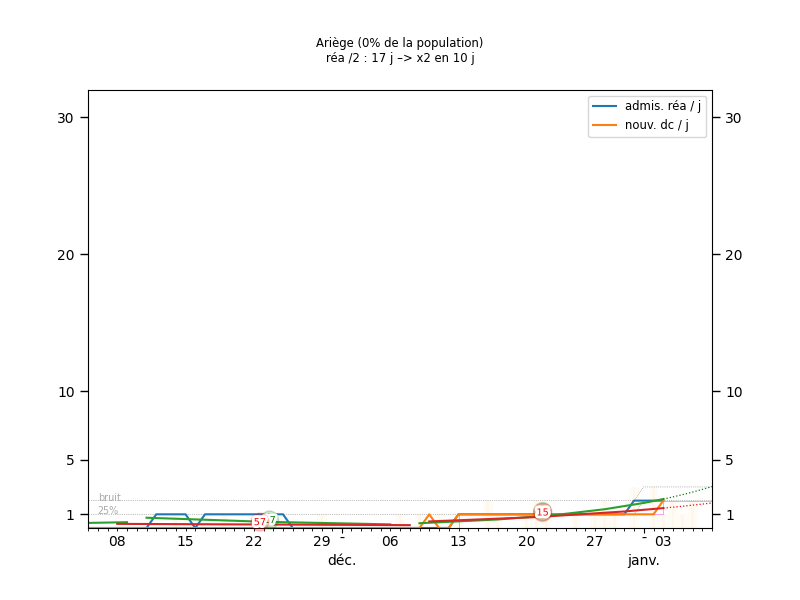 Ariège (0% de la population)
réa /2 : 17 j –> x2 en 10 j
admis. réa / j
nouv. dc / j
30 30
20 20
10 10
5 5
bruit
25%
1 1
57 7 15
08 15 22 29 - 06 13 20 27 - 03
déc. janv.